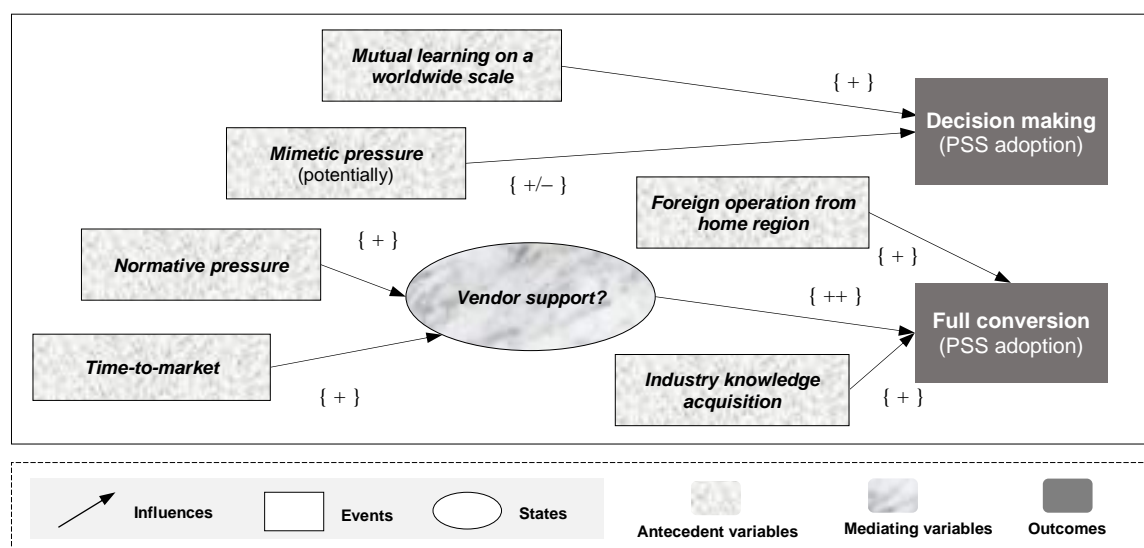 Mutual learning on a
worldwide scale
{ + }
Decision making
(PSS adoption)
Mimetic pressure
(potentially)
{ +/− }
Foreign operation from
home region
{ + }
Normative pressure
{ + }
Vendor support?
{ ++ }
Full conversion
(PSS adoption)
Time-to-market
{ + }
Industry knowledge
acquisition
{ + }
Influences
Events
States
Antecedent variables
Mediating variables
Outcomes